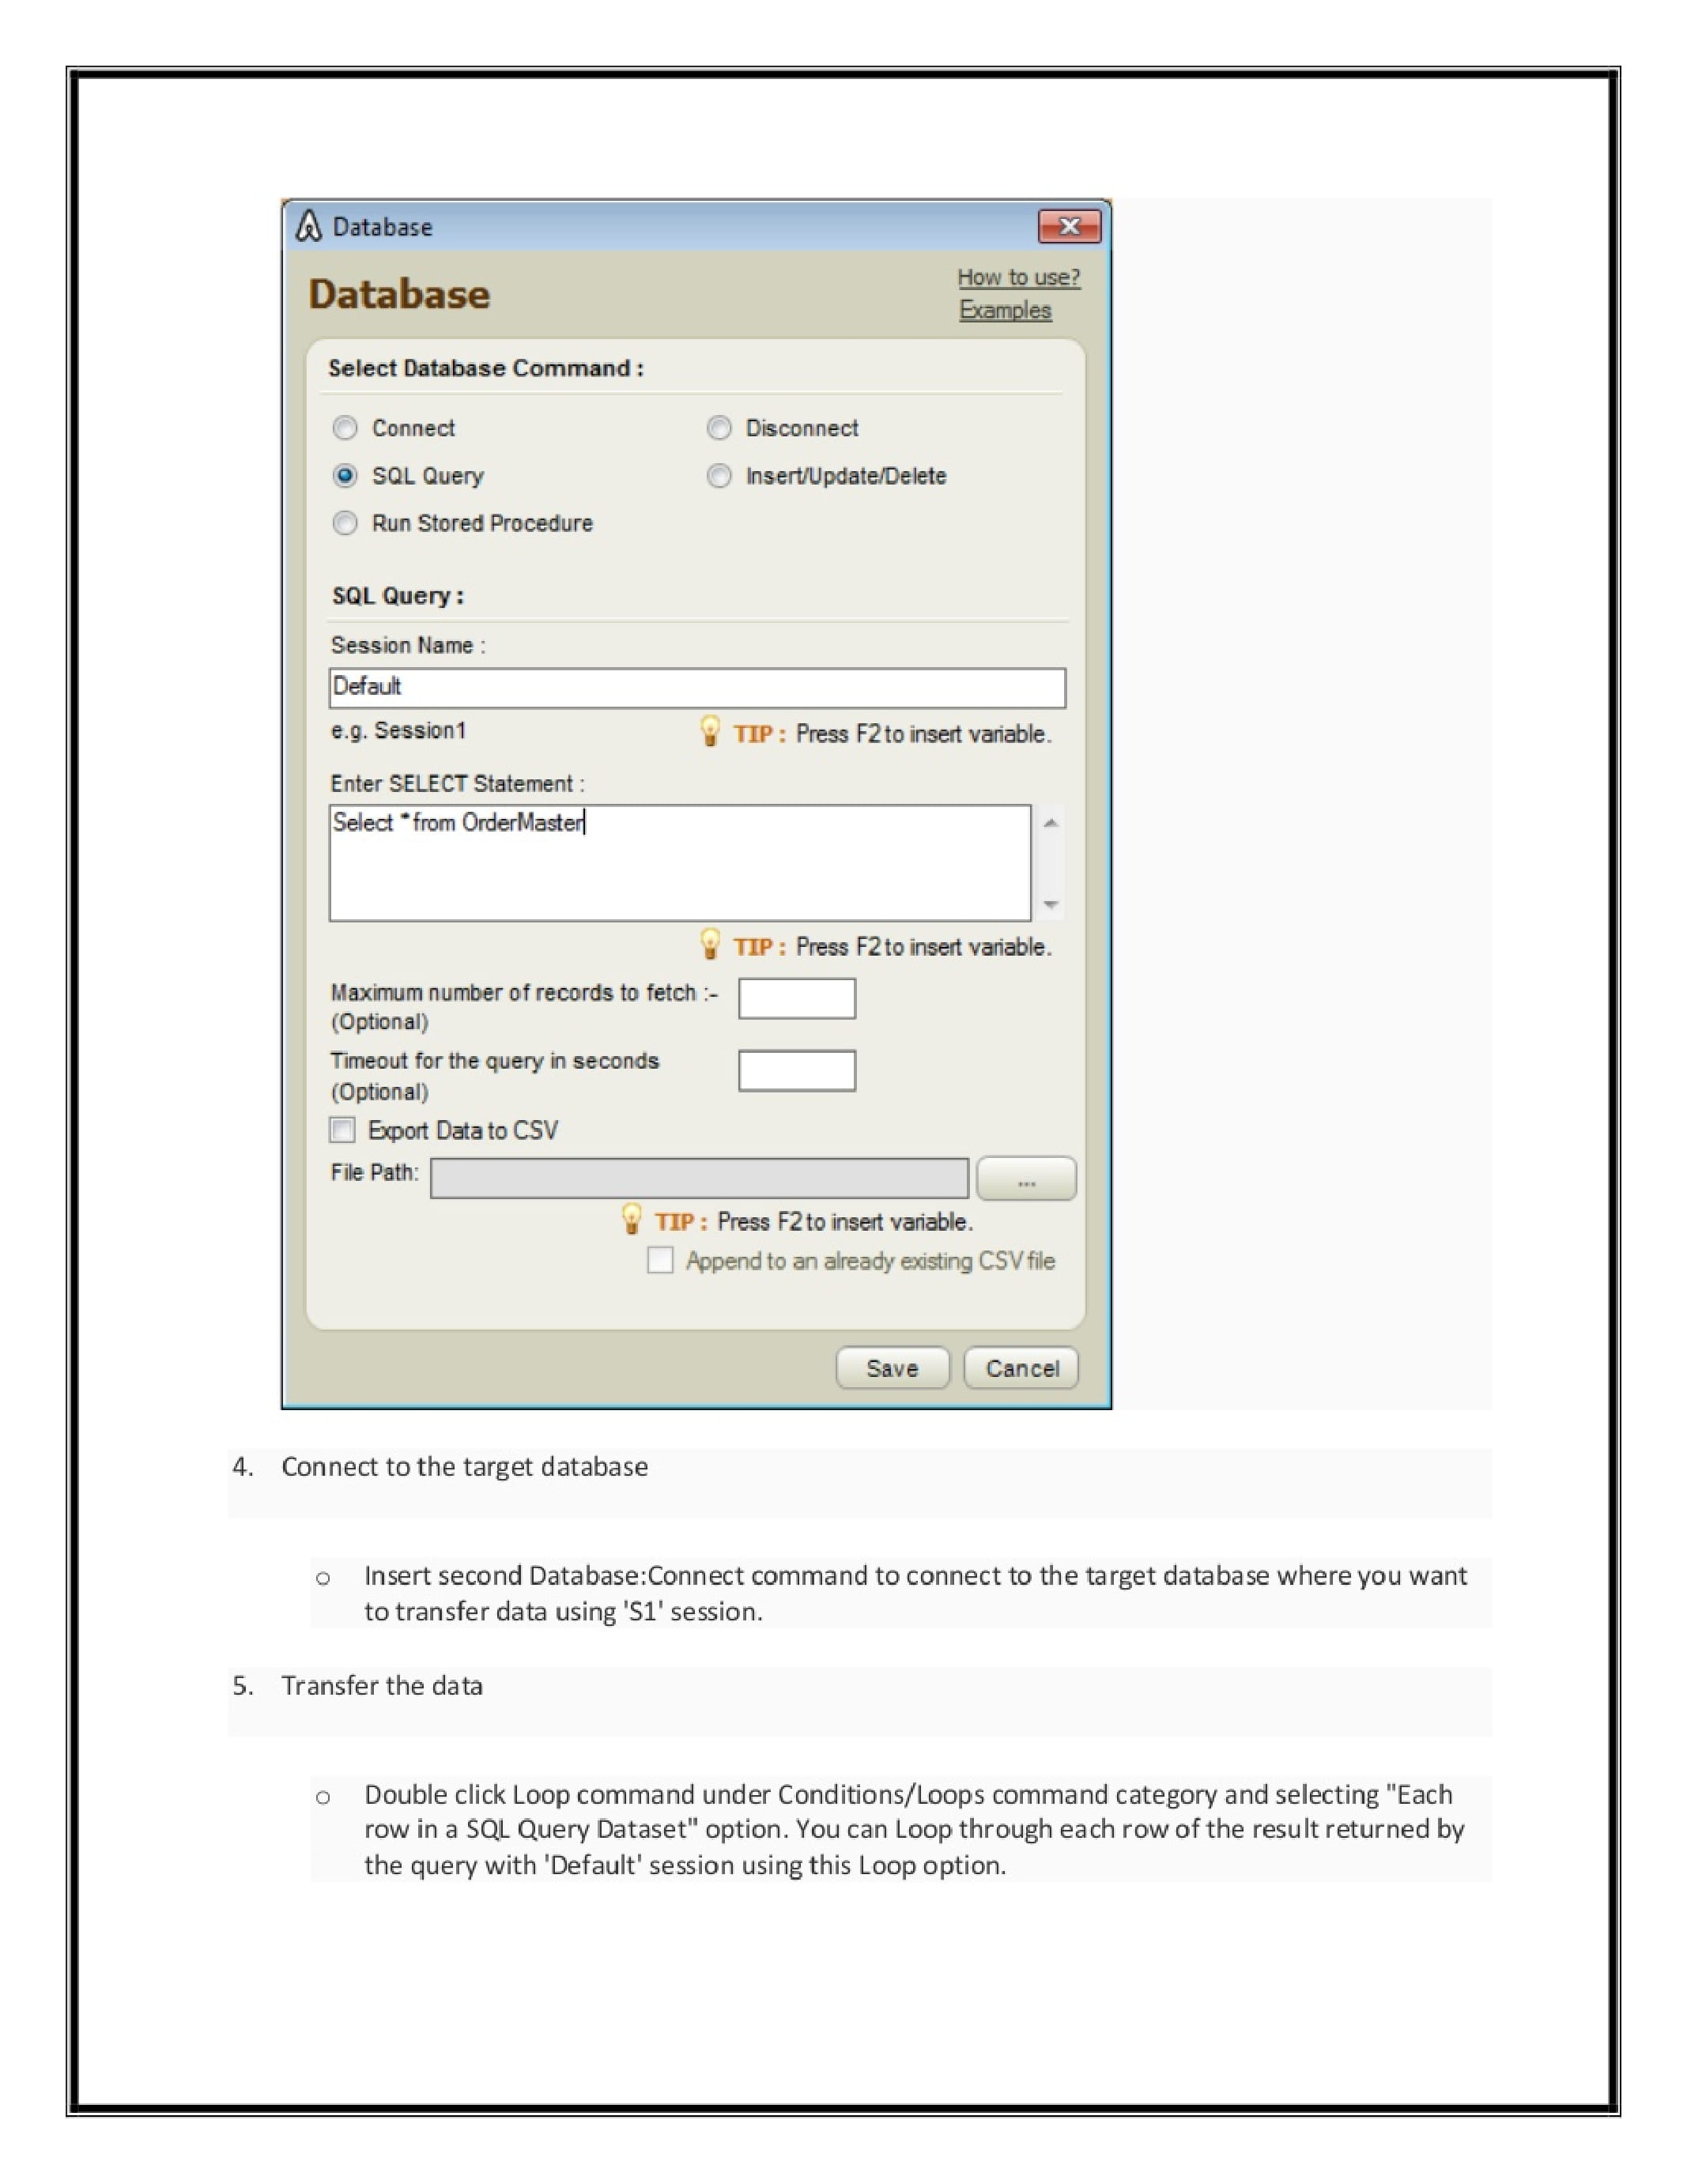 Database
Database
How to use?
Examples
Select Database Command :
Connect
Disconnect
SQL Query
Insert/Update/Delete
Run Stored Procedure
SQL Query :
Session Name :
Default
e.g. Session1
TIP : Press F2 to insert variable.
Enter SELECT Statement :
Select * from OrderMaster
TIP : Press F2 to insert variable.
Maximum number of records to fetch :-
(Optional)
Timeout for the query in seconds
(Optional)
Export Data to CSV
File Path:
...
TIP : Press F2 to insert variable.
Append to an already existing CSV file
Save
Cancel
4. Connect to the target database
o Insert second Database:Connect command to connect to the target database where you want
to transfer data using 'S1' session.
5. Transfer the data
o Double click Loop command under Conditions/Loops command category and selecting "Each
row in a SQL Query Dataset" option. You can Loop through each row of the result returned by
the query with 'Default' session using this Loop option.